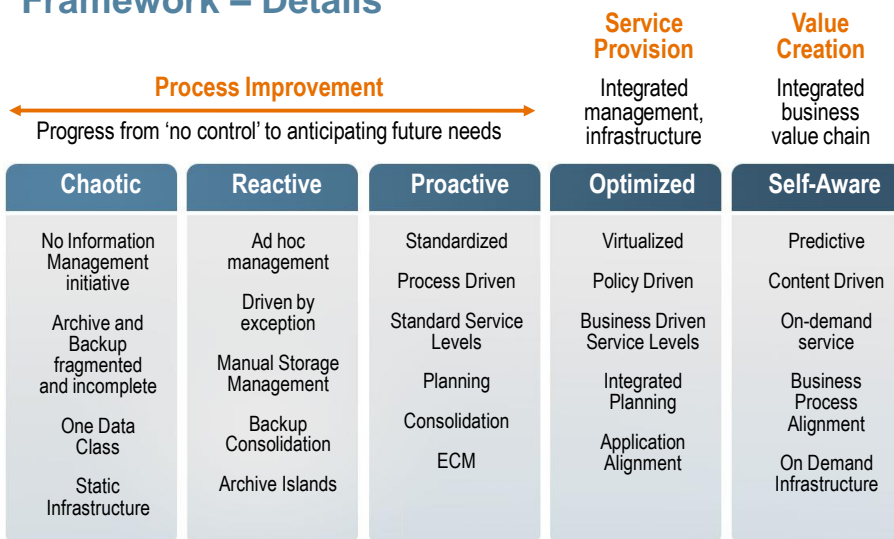 Framework – Details
Service
Provision
Value
Creation
Process Improvement
Integrated
management,
infrastructure
Integrated
business
value chain
Progress from ‘no control’ to anticipating future needs
Chaotic
Reactive
Proactive
Optimized
Self-Aware
No Information
Management
initiative
Archive and
Backup
fragmented
and incomplete
One Data
Class
Static
Infrastructure
Ad hoc
management
Driven by
exception
Manual Storage
Management
Backup
Consolidation
Archive Islands
Standardized
Process Driven
Standard Service
Levels
Planning
Consolidation
ECM
Virtualized
Policy Driven
Business Driven
Service Levels
Integrated
Planning
Application
Alignment
Predictive
Content Driven
On-demand
service
Business
Process
Alignment
On Demand
Infrastructure